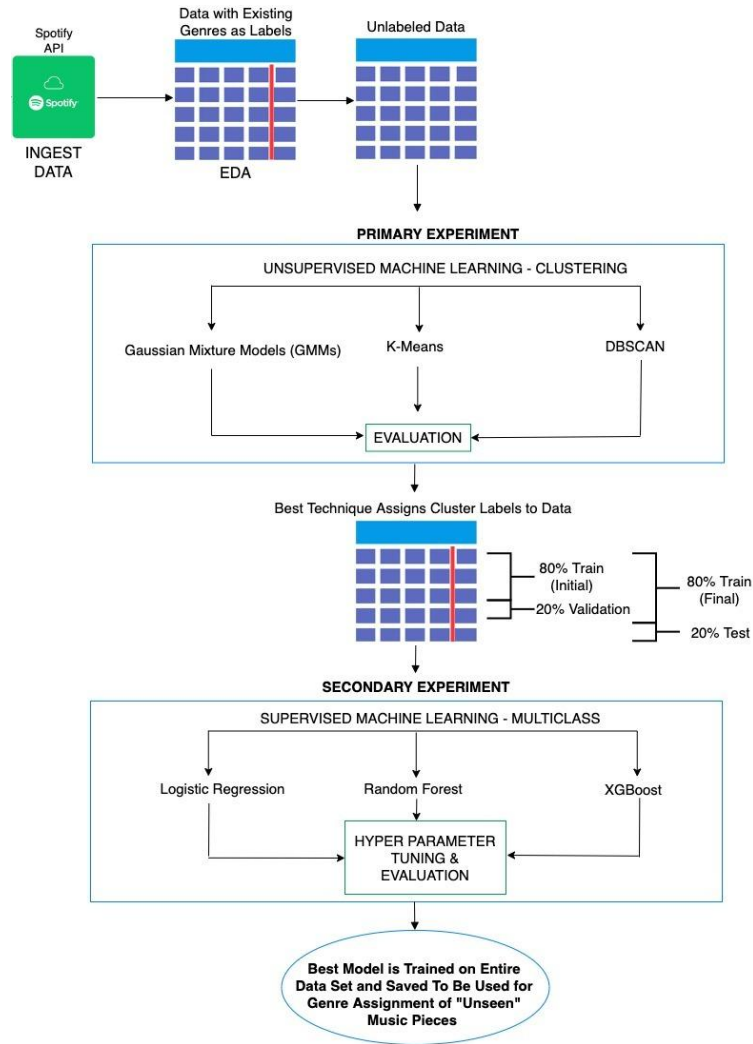 Spotify
API
Spotify
INGEST
DATA
Data with Existing
Genres as Labels
EDA
Unlabeled Data
PRIMARY EXPERIMENT
UNSUPERVISED MACHINE LEARNING - CLUSTERING
Gaussian Mixture Models (GMMs)
K-Means
DBSCAN
EVALUATION
Best Technique Assigns Cluster Labels to Data
80% Train
(Initial)
20% Validation
80% Train
(Final)
20% Test
SECONDARY EXPERIMENT
SUPERVISED MACHINE LEARNING - MULTICLASS
Logistic Regression
Random Forest
XGBoost
HYPER PARAMETER
TUNING &
EVALUATION
Best Model is Trained on Entire
Data Set and Saved To Be Used for
Genre Assignment of "Unseen"
Music Pieces